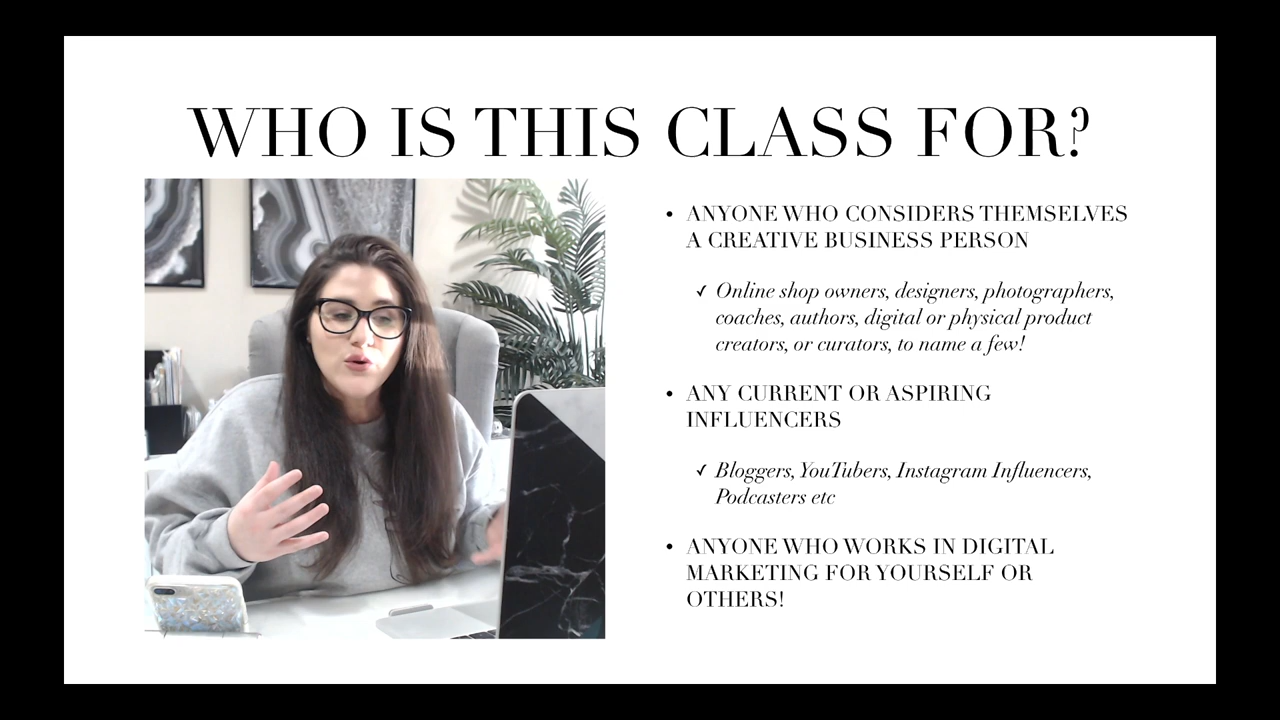 WHO IS THIS CLASS FOR?
• ANYONE WHO CONSIDERS THEMSELVES
A CREATIVE BUSINESS PERSON
✓ Online shop owners, designers, photographers,
coaches, authors, digital or physical product
creators, or curators, to name a few!
• ANY CURRENT OR ASPIRING
INFLUENCERS
✓ Bloggers, YouTubers, Instagram Influencers,
Podcasters etc
• ANYONE WHO WORKS IN DIGITAL
MARKETING FOR YOURSELF OR
OTHERS!